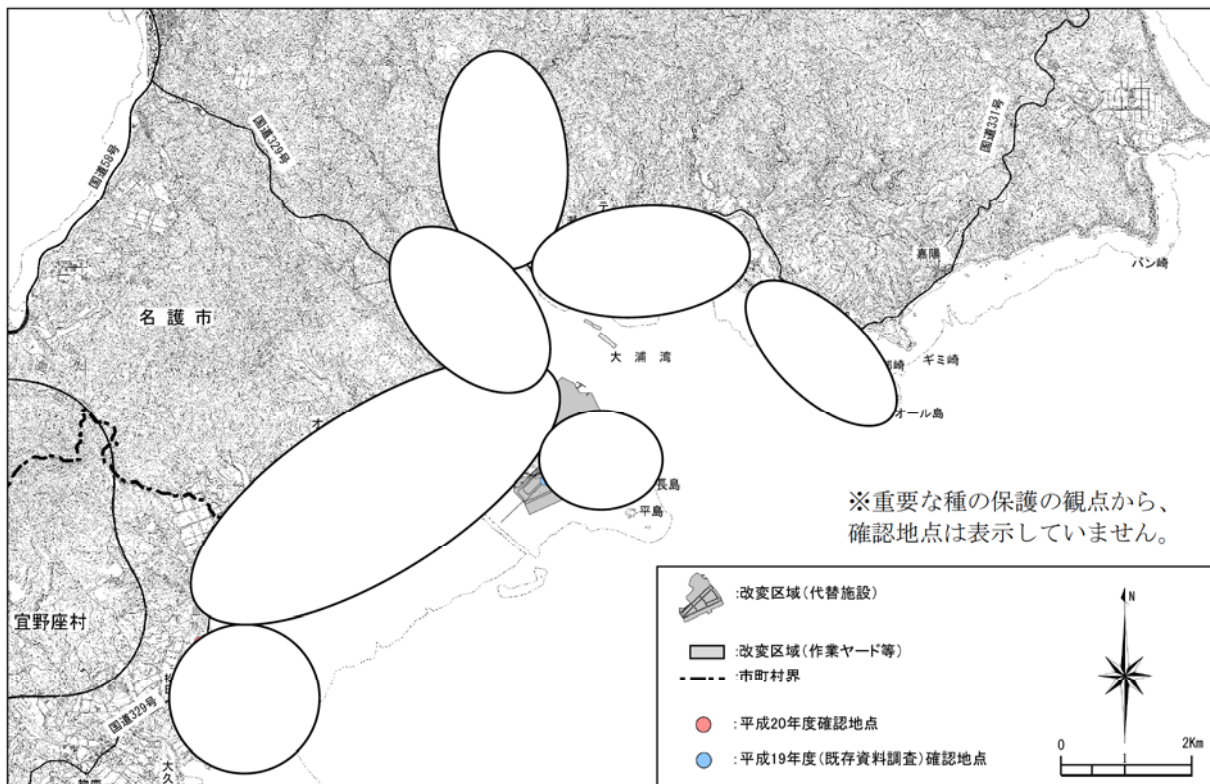 国道58号
国道329号
国道331号
テ
嘉陽
バン崎
名護市
大浦湾
ギミ崎
オール島
長島
平島
※重要な種の保護の観点から、
確認地点は表示していません。
宜野座村
国道329号
:改変区域(代替施設)
:改変区域(作業ヤード等)
:市町村界
:平成20年度確認地点
:平成19年度(既存資料調査)確認地点
N
0 2Km